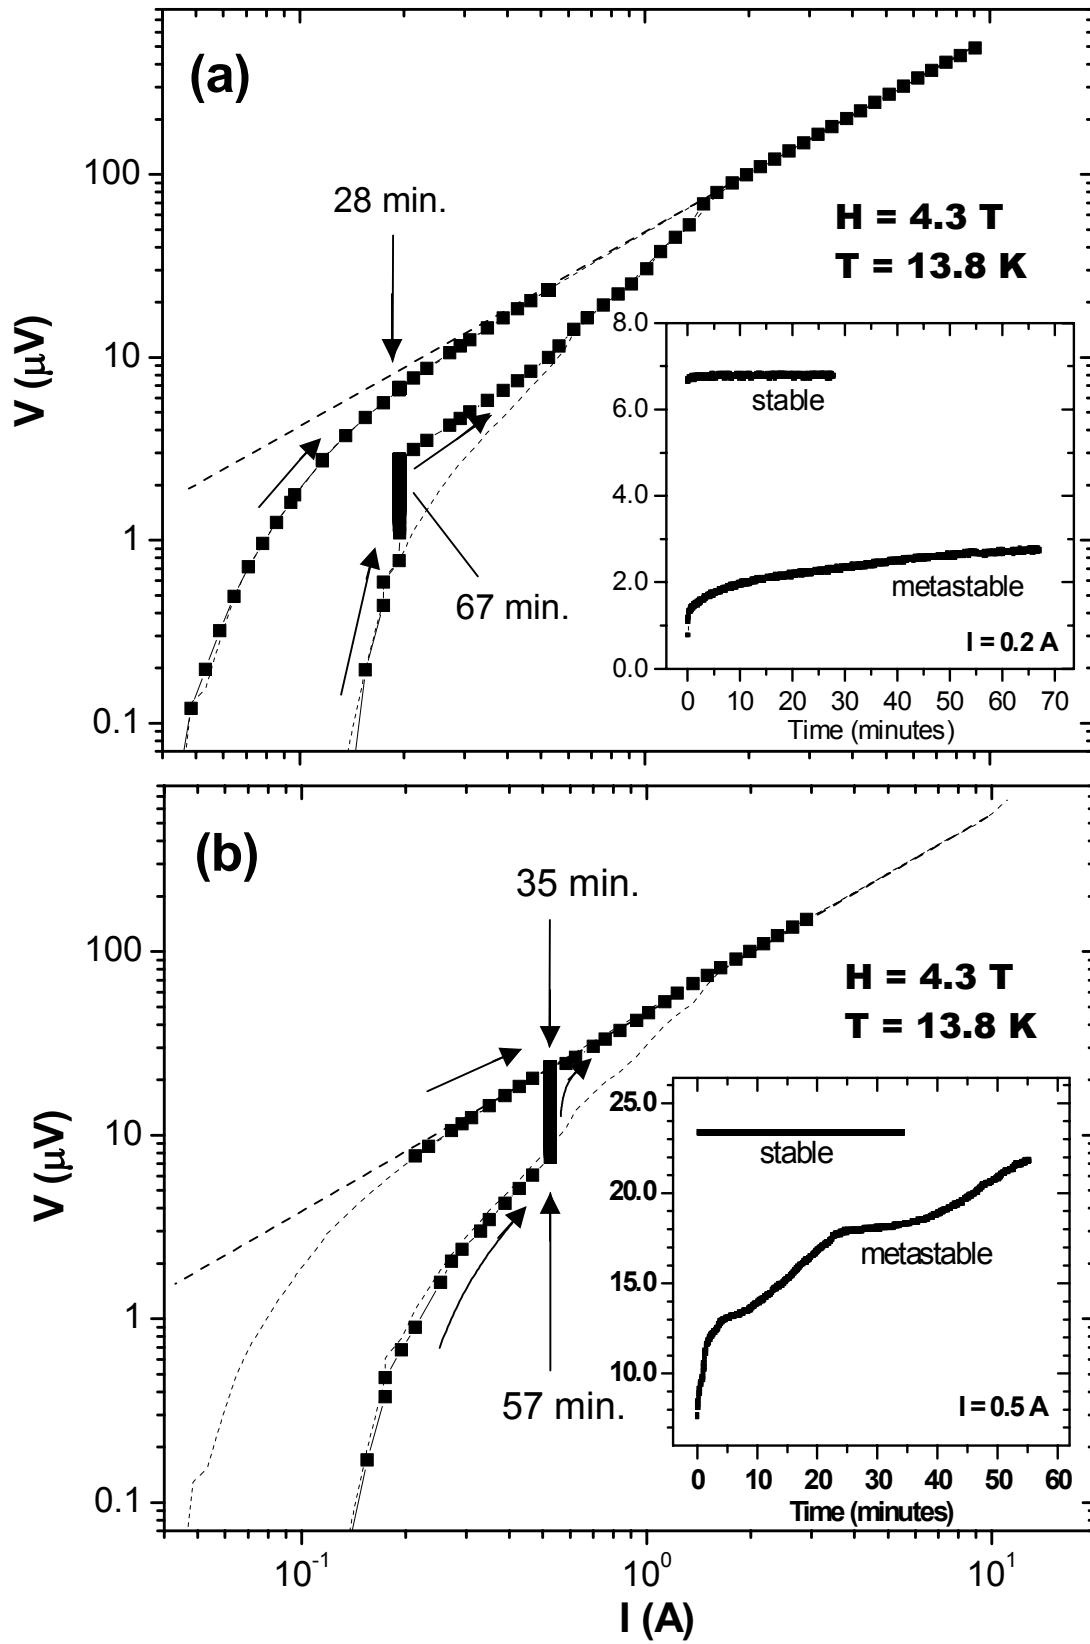 (a)
28 min.
H = 4.3 T
T = 13.8 K
100
10
1
0.1
V (μV)
67 min.
8.0
6.0
4.0
2.0
0.0
stable
metastable
I = 0.2 A
0 10 20 30 40 50 60 70
Time (minutes)
(b)
35 min.
H = 4.3 T
T = 13.8 K
100
10
1
0.1
V (μV)
57 min.
25.0
20.0
15.0
10.0
stable
metastable
I = 0.5 A
0 10 20 30 40 50 60
Time (minutes)
10⁻¹ 10⁰ 10¹
I (A)